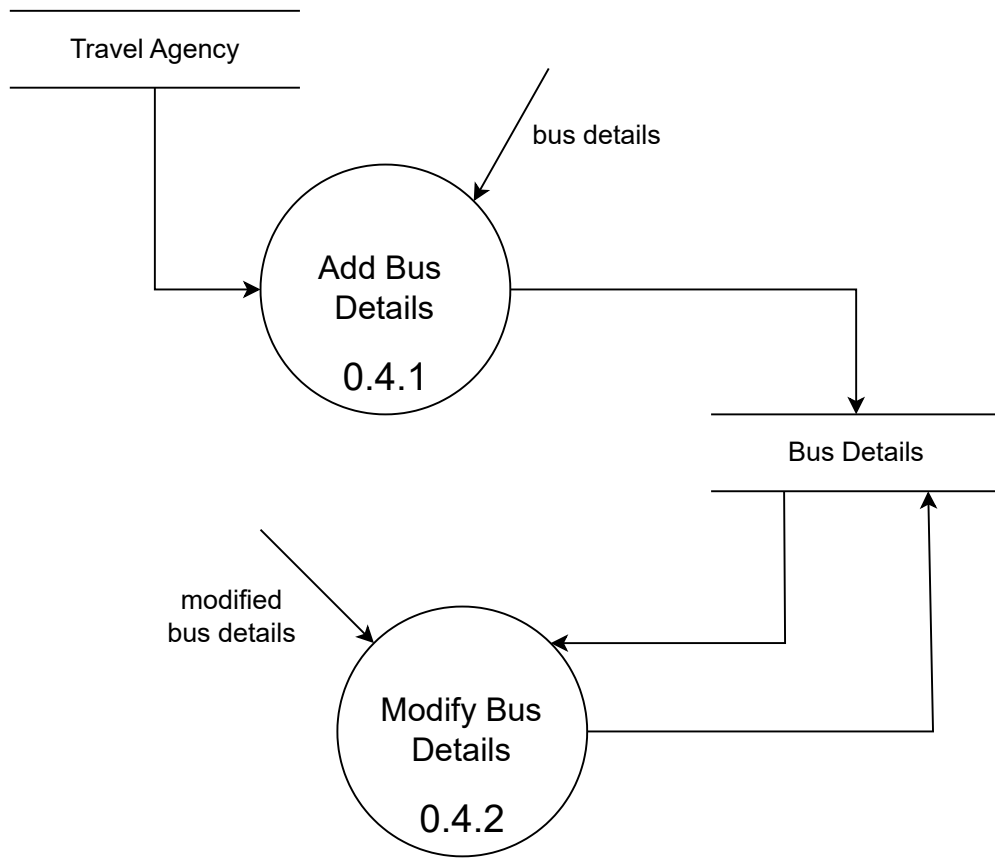 Travel Agency
bus details
Add Bus
Details
0.4.1
Bus Details
modified
bus details
Modify Bus
Details
0.4.2